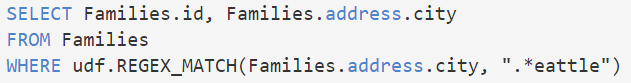 SELECT Families.id, Families.address.city
FROM Families
WHERE udf.REGEX_MATCH(Families.address.city, ".*eattle")